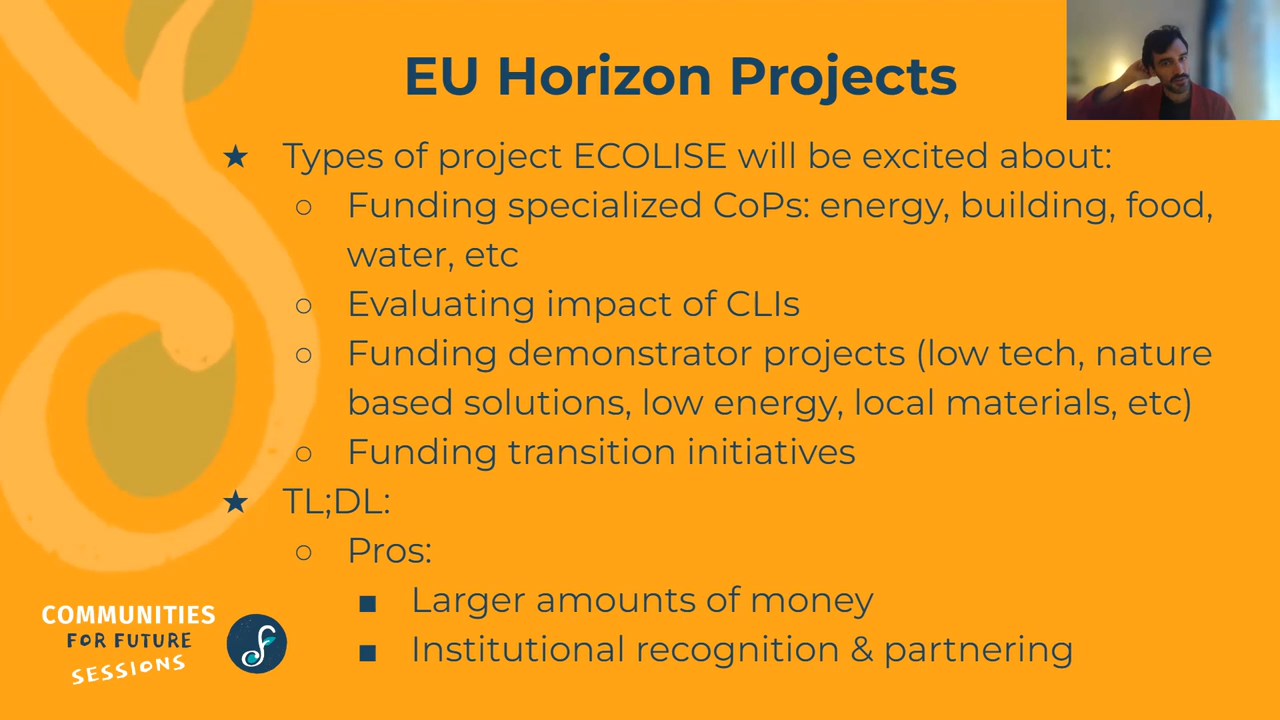 EU Horizon Projects
★ Types of project ECOLISE will be excited about:
○ Funding specialized CoPs: energy, building, food,
water, etc
○ Evaluating impact of CLIs
○ Funding demonstrator projects (low tech, nature
based solutions, low energy, local materials, etc)
○ Funding transition initiatives
★ TL;DL:
○ Pros:
■ Larger amounts of money
■ Institutional recognition & partnering
COMMUNITIES
FOR FUTURE
SESSIONS